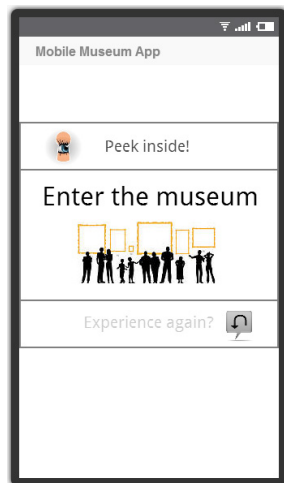 Mobile Museum App
Peek inside!
Enter the museum
Experience again?